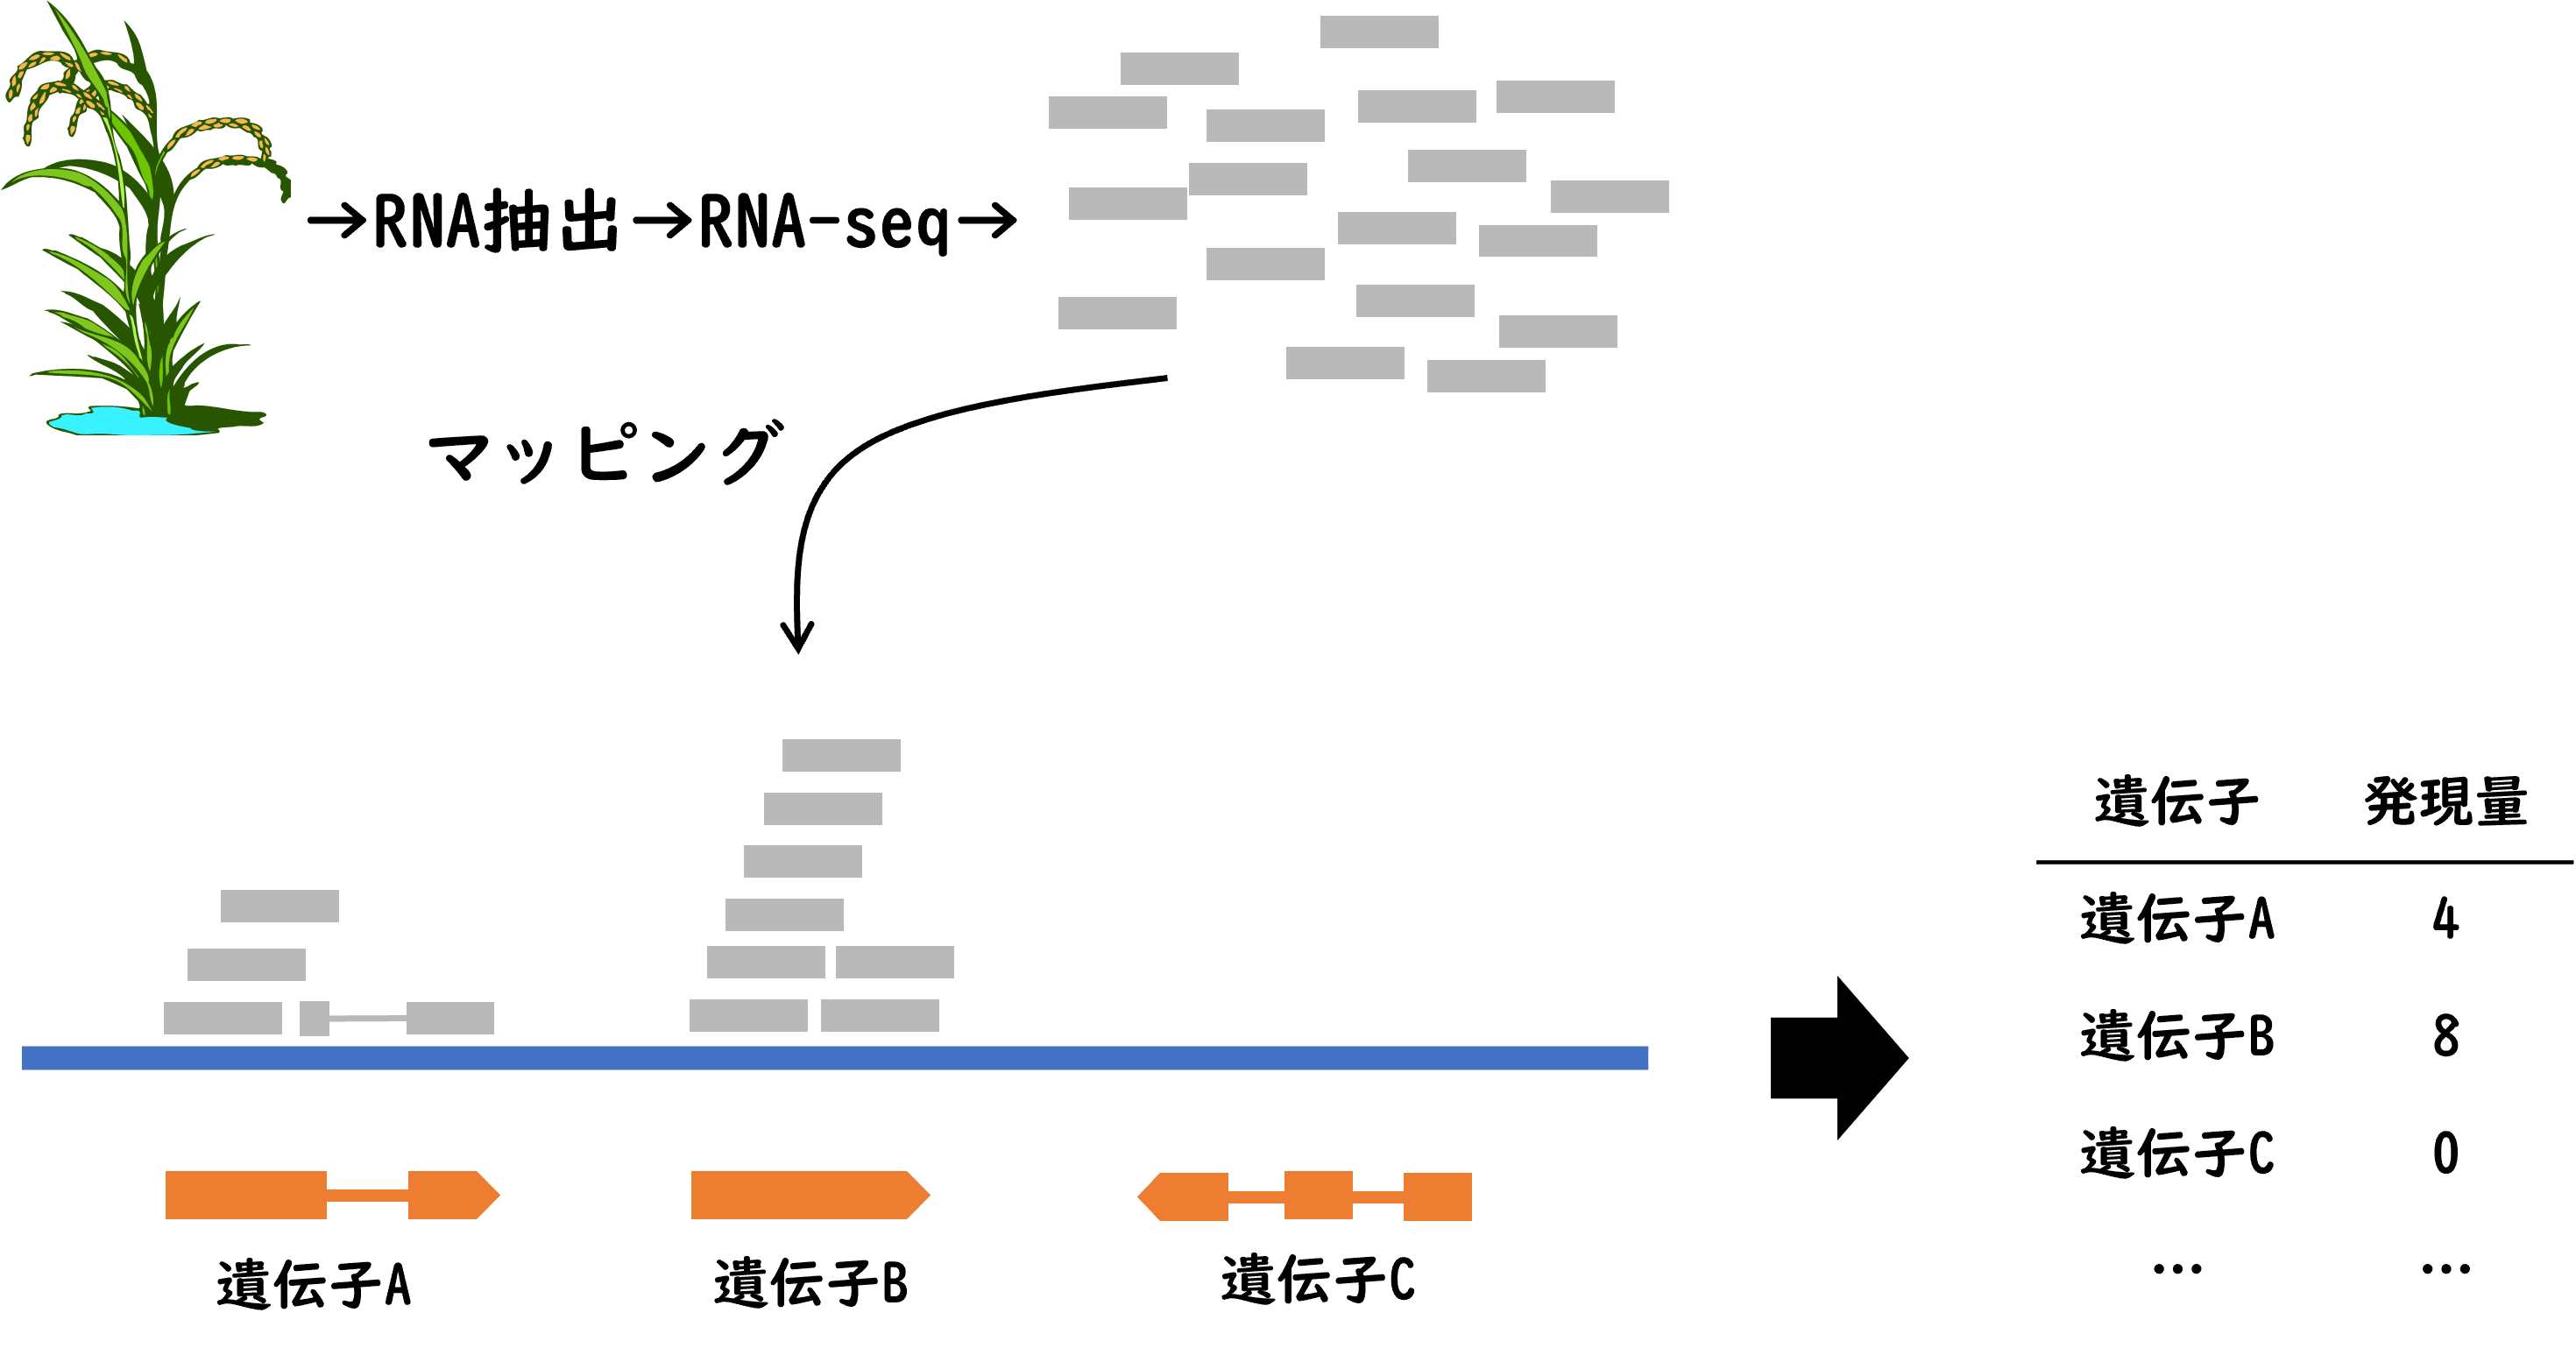 →RNA抽出→RNA-seq→
マッピング
遺伝子 発現量
遺伝子A 4
遺伝子B 8
遺伝子C 0
… …
遺伝子A 遺伝子B 遺伝子C